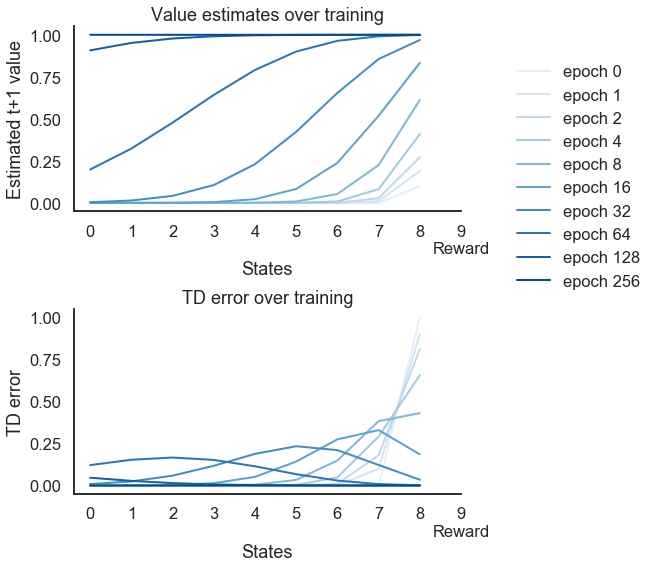 Value estimates over training
Estimated t+1 value
1.00
0.75
0.50
0.25
0.00
0 1 2 3 4 5 6 7 8 9
Reward
States
epoch 0
epoch 1
epoch 2
epoch 4
epoch 8
epoch 16
epoch 32
epoch 64
epoch 128
epoch 256
TD error over training
TD error
1.00
0.75
0.50
0.25
0.00
0 1 2 3 4 5 6 7 8 9
Reward
States